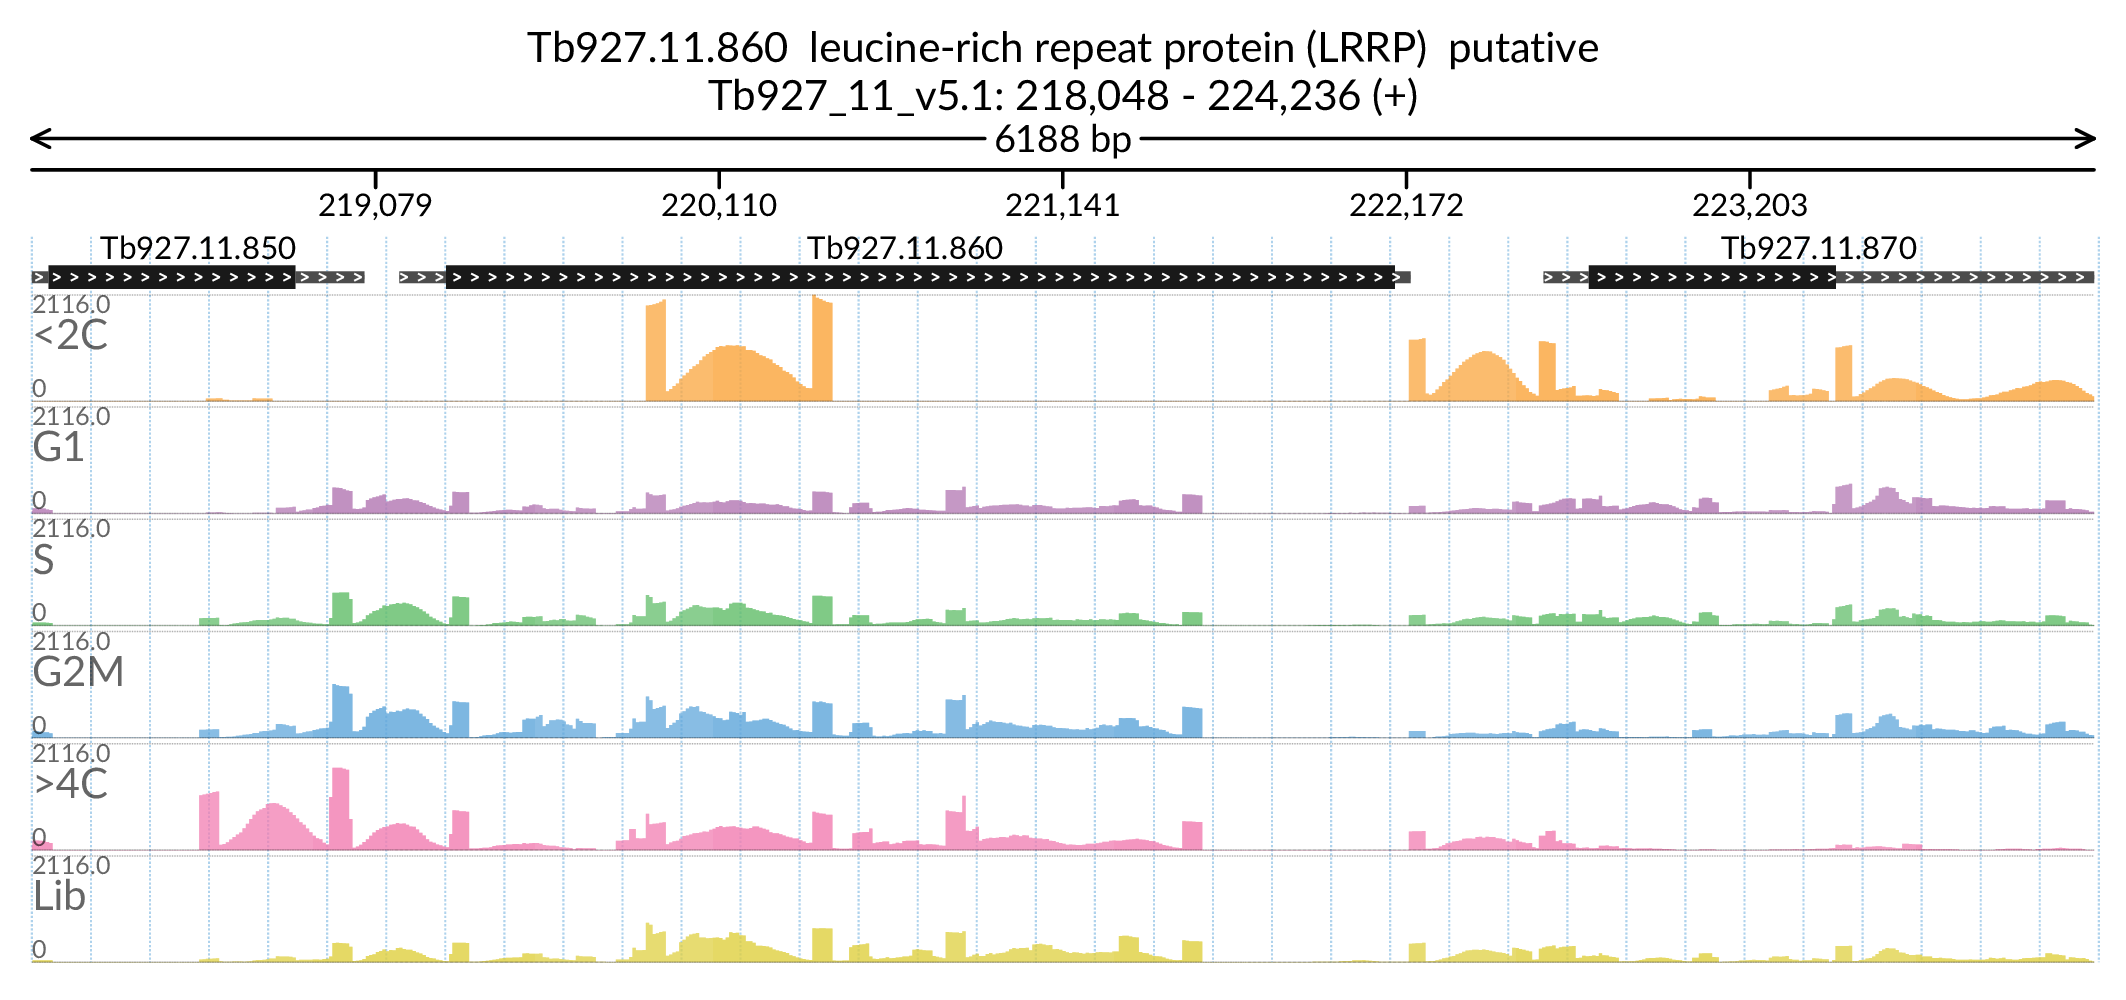 Tb927.11.860 leucine-rich repeat protein (LRRP) putative
Tb927_11_v5.1: 218,048 - 224,236 (+)
6188 bp
219,079 220,110 221,141 222,172 223,203
Tb927.11.850 Tb927.11.860 Tb927.11.870
2116.0
<2C
0
2116.0
G1
0
2116.0
S
0
2116.0
G2M
0
2116.0
>4C
0
2116.0
Lib
0